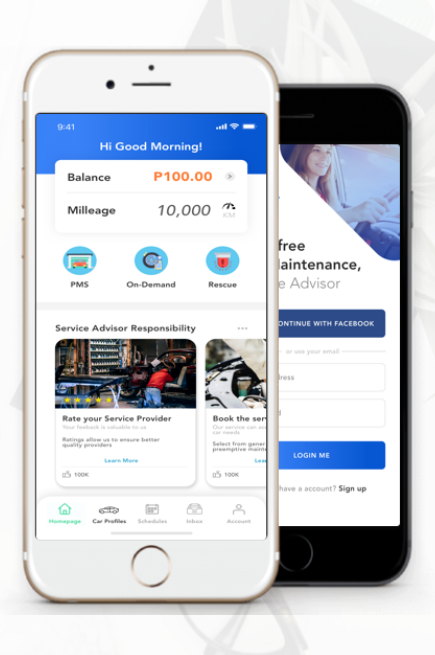 9:41
Hi Good Morning!
Balance P100.00
Milleage 10,000 KM
PMS On-Demand Rescue
Service Advisor Responsibility
Rate your Service Provider
Your feeback is valuable to us
Ratings allow us to ensure better
quality providers
Learn More
100K
Book the ser
Our service can
car needs
Select from gener
preemptive maint
Lea
100K
Homepage Car Profiles Schedules Inbox Account
free
aintenance,
e Advisor
ONTINUE WITH FACEBOOK
or use your email
dress
d
LOGIN ME
have a account? Sign up